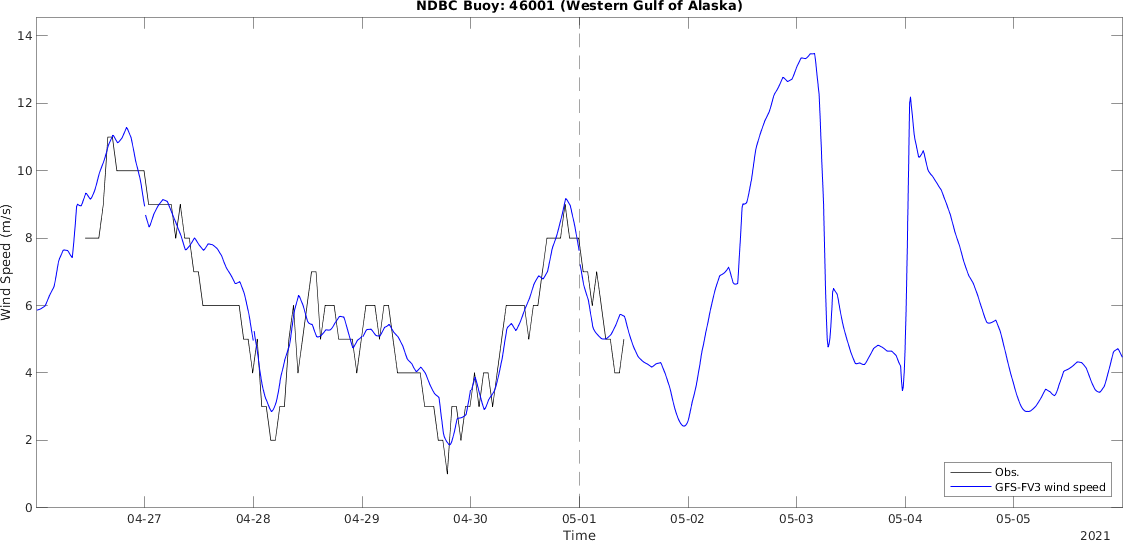 NDBC Buoy: 46001 (Western Gulf of Alaska)
14
12
10
8
6
4
2
0
Wind Speed (m/s)
Obs.
GFS-FV3 wind speed
04-27 04-28 04-29 04-30 05-01 05-02 05-03 05-04 05-05
Time
2021